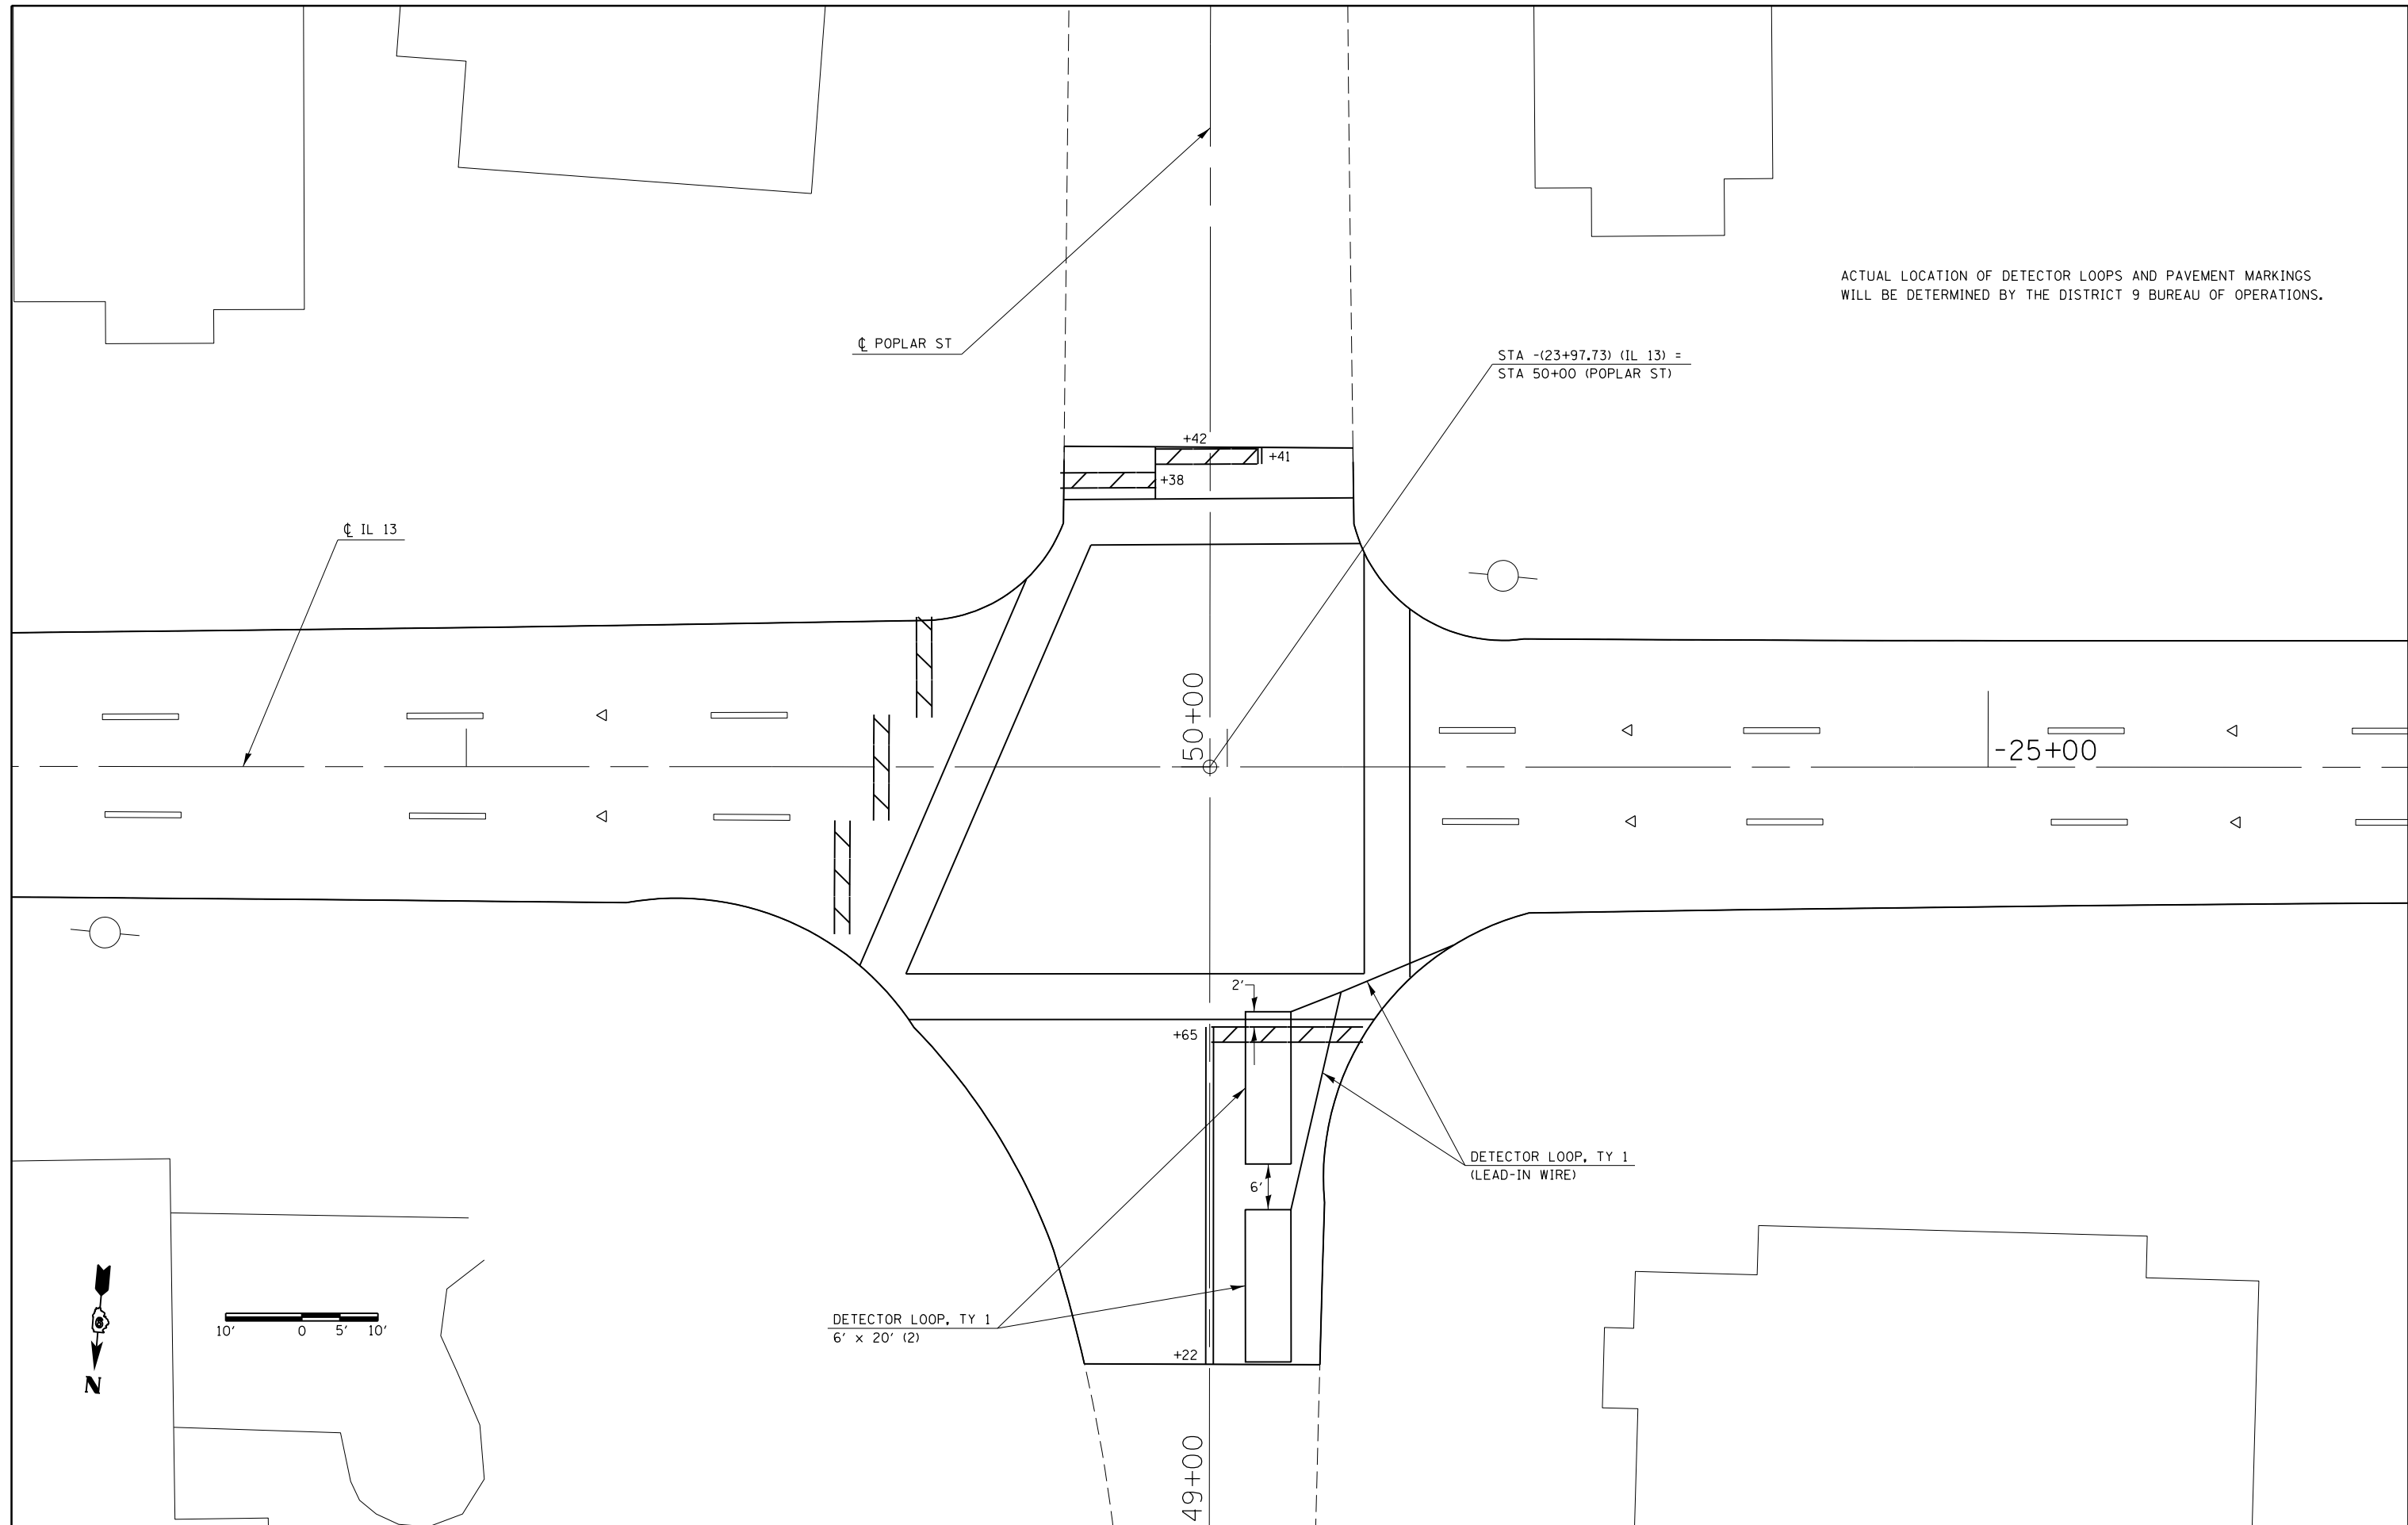 ACTUAL LOCATION OF DETECTOR LOOPS AND PAVEMENT MARKINGS
WILL BE DETERMINED BY THE DISTRICT 9 BUREAU OF OPERATIONS.
℄ POPLAR ST
STA -(23+97.73) (IL 13) =
STA 50+00 (POPLAR ST)
+42
+41
+38
℄ IL 13
50+00
-25+00
2'
+65
DETECTOR LOOP, TY 1
(LEAD-IN WIRE)
6'
DETECTOR LOOP, TY 1
6' x 20' (2)
10' 0 5' 10'
+22
N
49+00